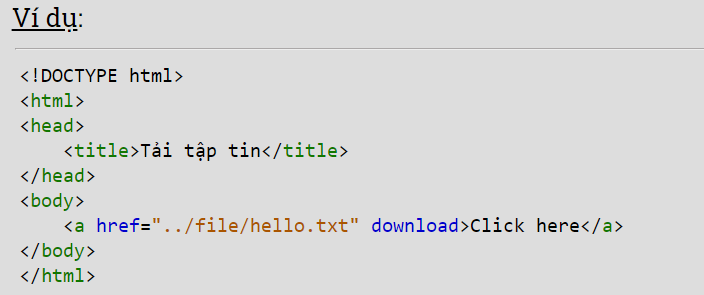 Ví dụ:
<!DOCTYPE html>
<html>
<head>
    <title>Tải tập tin</title>
</head>
<body>
    <a href="../file/hello.txt" download>Click here</a>
</body>
</html>